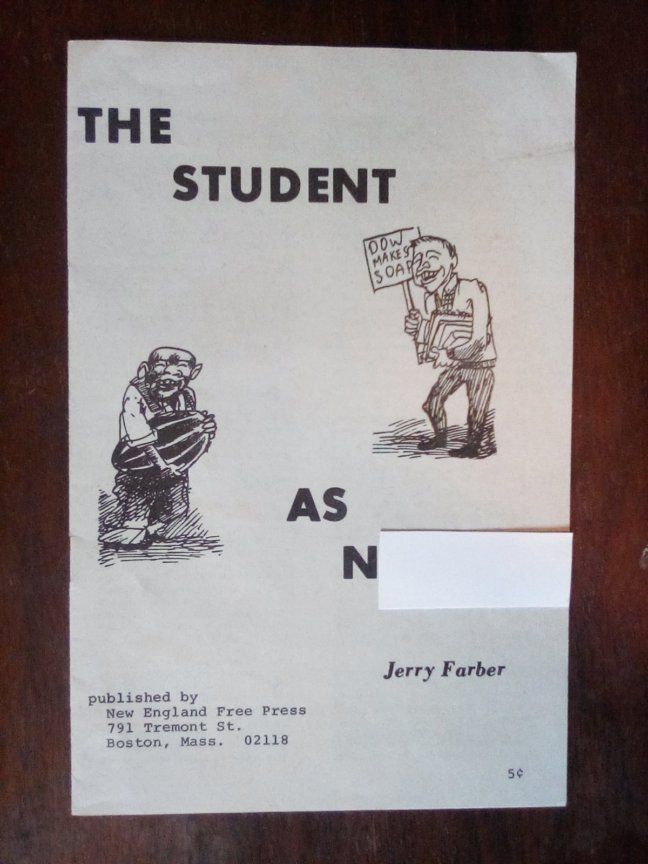 THE
STUDENT
DOW
MAKES
SOAP
AS
N
Jerry Farber
published by
New England Free Press
791 Tremont St.
Boston, Mass. 02118
5¢